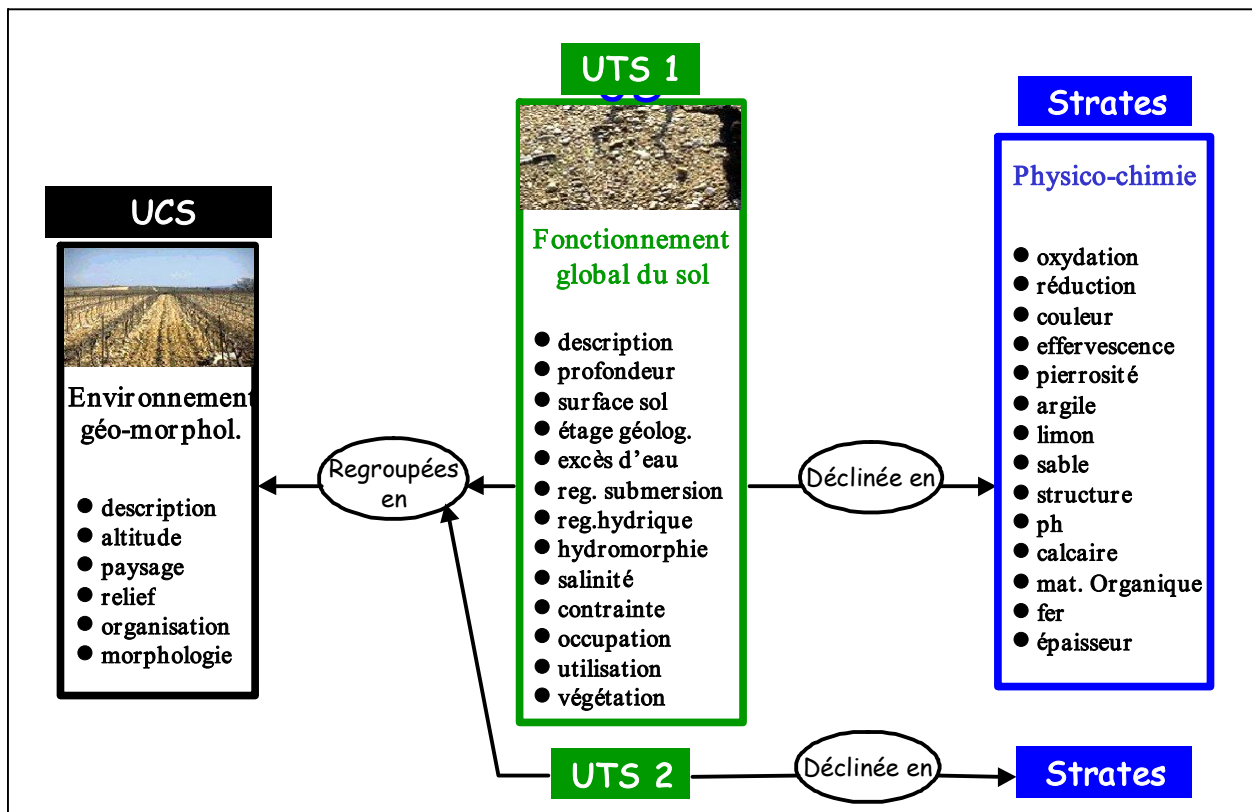 UCS
Environnement
géo-morphol.
description
altitude
paysage
relief
organisation
morphologie
Regroupées
en
UTS 1
Fonctionnement
global du sol
description
profondeur
surface sol
étage géolog.
excès d’eau
reg. submersion
reg.hydrique
hydromorphie
salinité
contrainte
occupation
utilisation
végétation
Déclinée en
Strates
Physico-chimie
oxydation
réduction
couleur
effervescence
pierrosité
argile
limon
sable
structure
ph
calcaire
mat. Organique
fer
épaisseur
UTS 2
Déclinée en
Strates